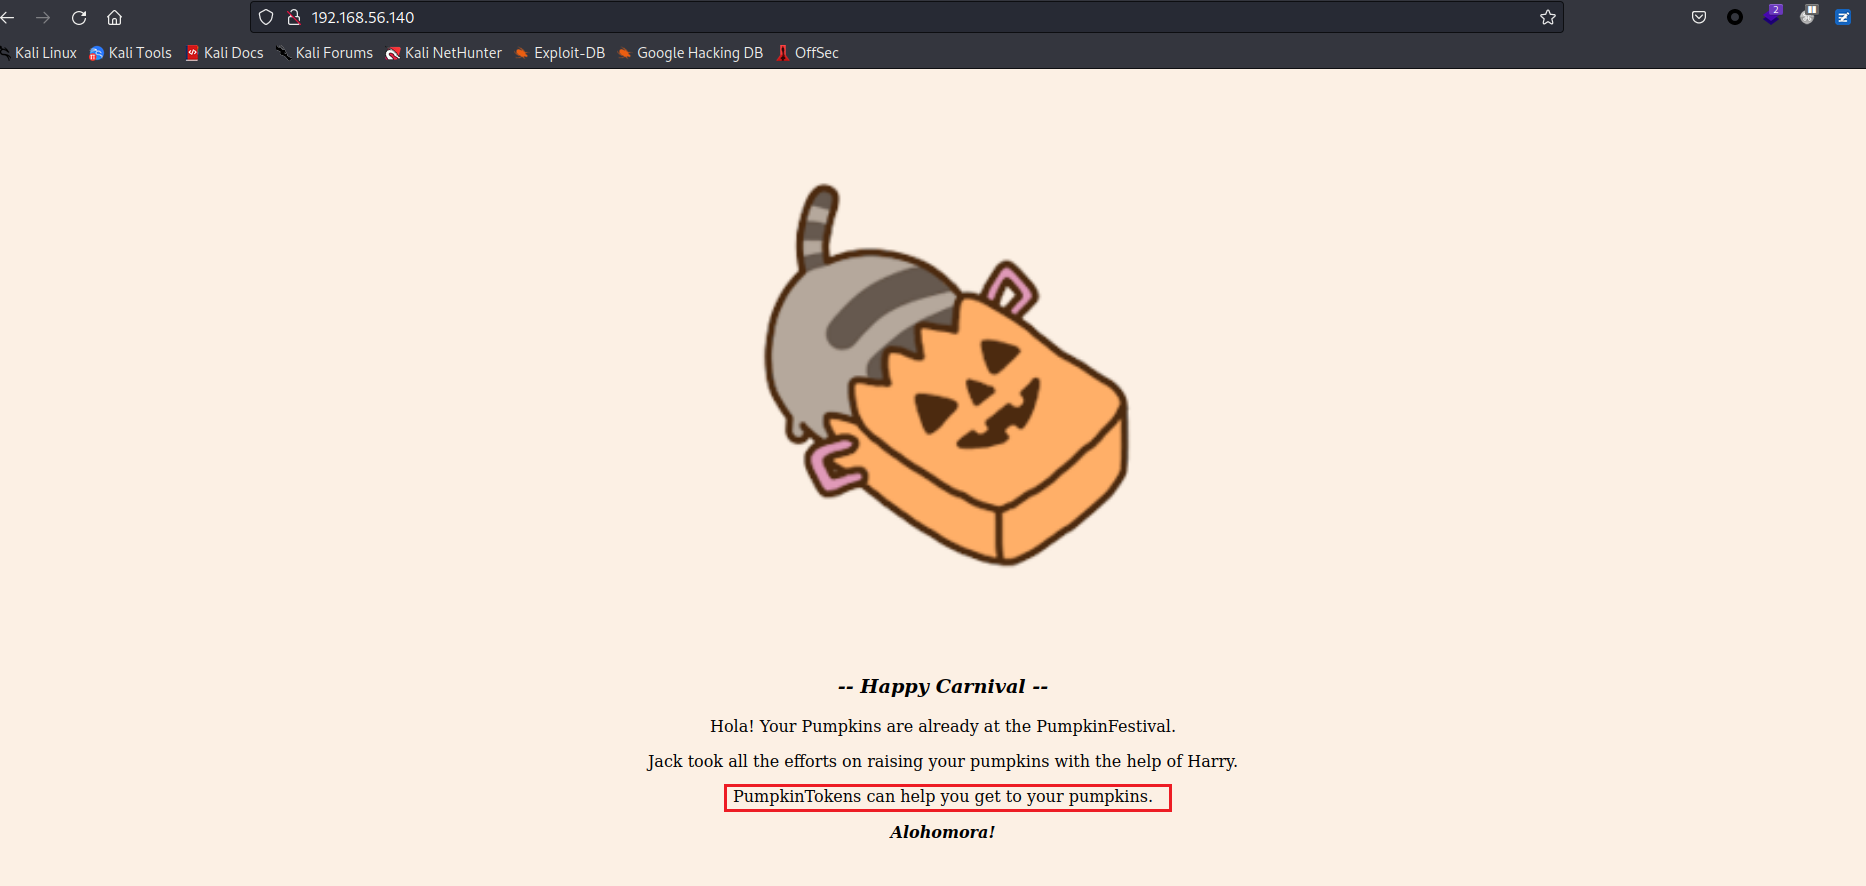 192.168.56.140
2
Kali Linux Kali Tools Kali Docs Kali Forums Kali NetHunter Exploit-DB Google Hacking DB OffSec
-- Happy Carnival --
Hola! Your Pumpkins are already at the PumpkinFestival.
Jack took all the efforts on raising your pumpkins with the help of Harry.
PumpkinTokens can help you get to your pumpkins.
Alohomora!